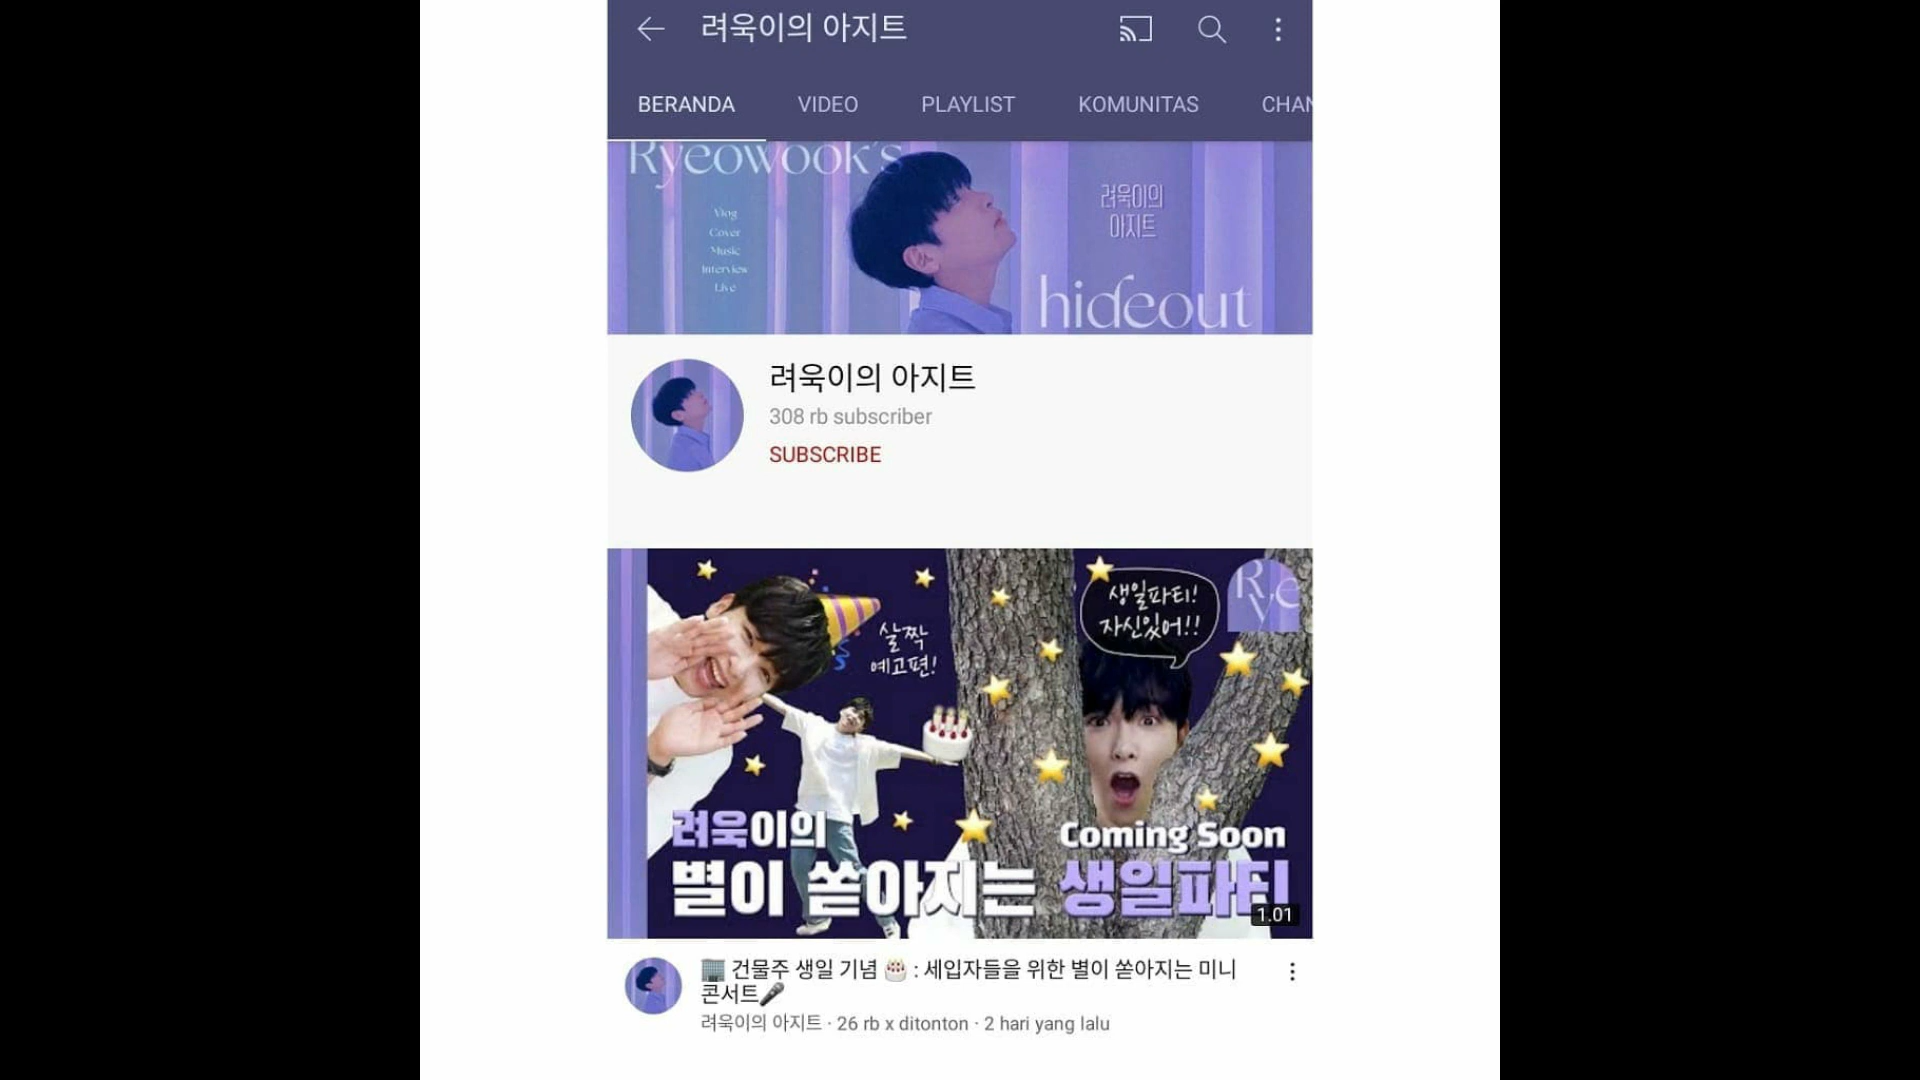 려욱이의 아지트
BERANDA VIDEO PLAYLIST KOMUNITAS CHAN
Ryeowook's
Vlog
Cover
Music
Interview
Live
려욱이의
아지트
hideout
려욱이의 아지트
308 rb subscriber
SUBSCRIBE
살짝
예고편!
생일파티!
자신있어!!
Rye
려욱이의
별이 쏟아지는
Coming Soon
생일파티
1.01
건물주 생일 기념 : 세입자들을 위한 별이 쏟아지는 미니
콘서트
려욱이의 아지트 · 26 rb x ditonton · 2 hari yang lalu